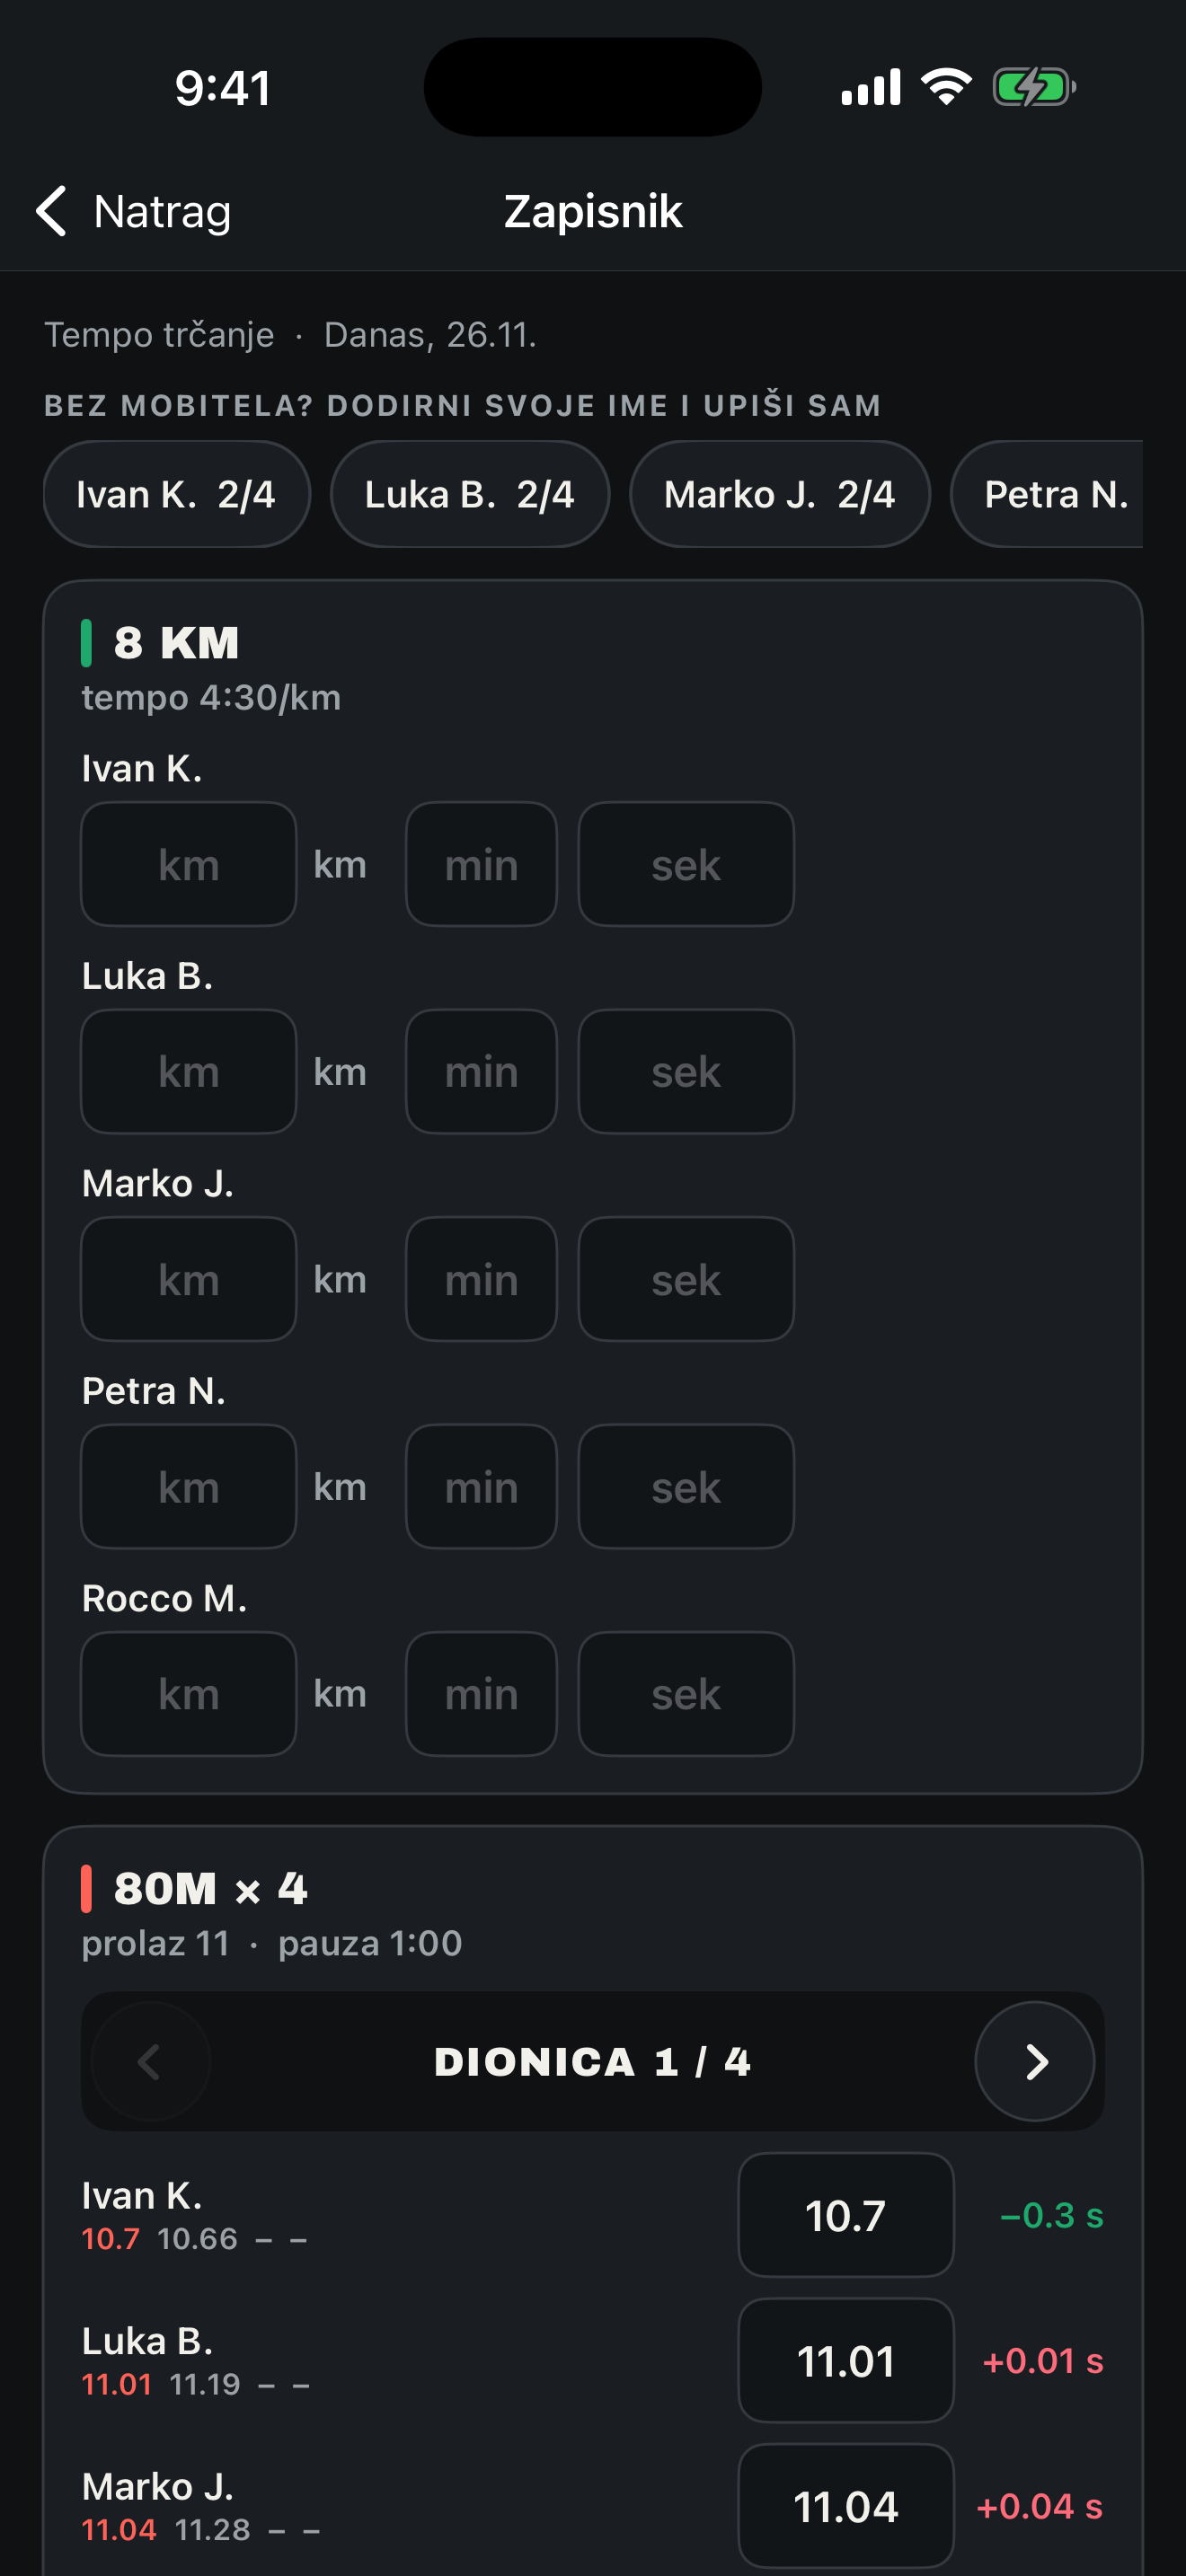 9:41
Natrag
Zapisnik
Tempo trčanje · Danas, 26.11.
BEZ MOBITELA? DODIRNI SVOJE IME I UPIŠI SAM
Ivan K. 2/4
Luka B. 2/4
Marko J. 2/4
Petra N.
8 KM
tempo 4:30/km
Ivan K.
km km min sek
Luka B.
km km min sek
Marko J.
km km min sek
Petra N.
km km min sek
Rocco M.
km km min sek
80M × 4
prolaz 11 · pauza 1:00
DIONICA 1 / 4
Ivan K.
10.7 10.66 – –
10.7
−0.3 s
Luka B.
11.01 11.19 – –
11.01
+0.01 s
Marko J.
11.04 11.28 – –
11.04
+0.04 s